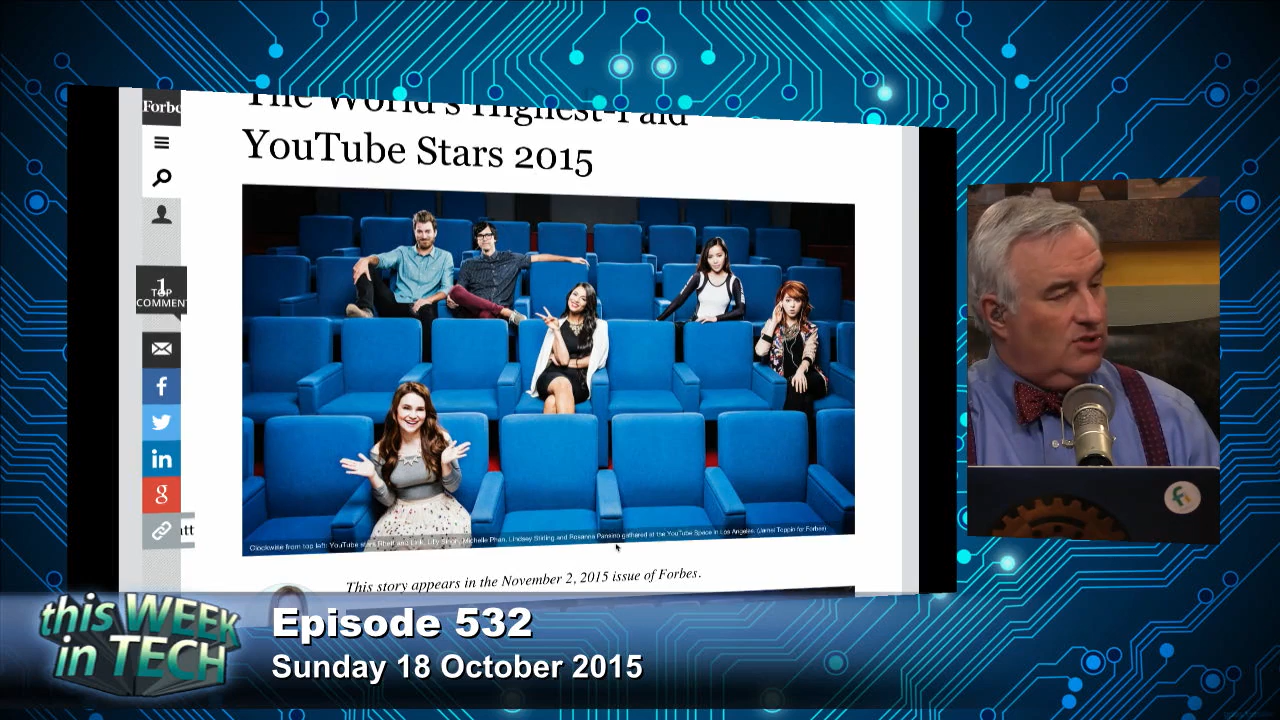 Forbe
The World's Highest-Paid
YouTube Stars 2015
1
TOP
COMMENT
f
in
g
Clockwise from top left: YouTube stars Rhett and Link, Lilly Singh, Michelle Phan, Lindsey Stirling and Rosanna Pansino gathered at the YouTube Space in Los Angeles. (Jamel Toppin for Forbes)
This story appears in the November 2, 2015 issue of Forbes.
this WEEK
in TECH
Episode 532
Sunday 18 October 2015